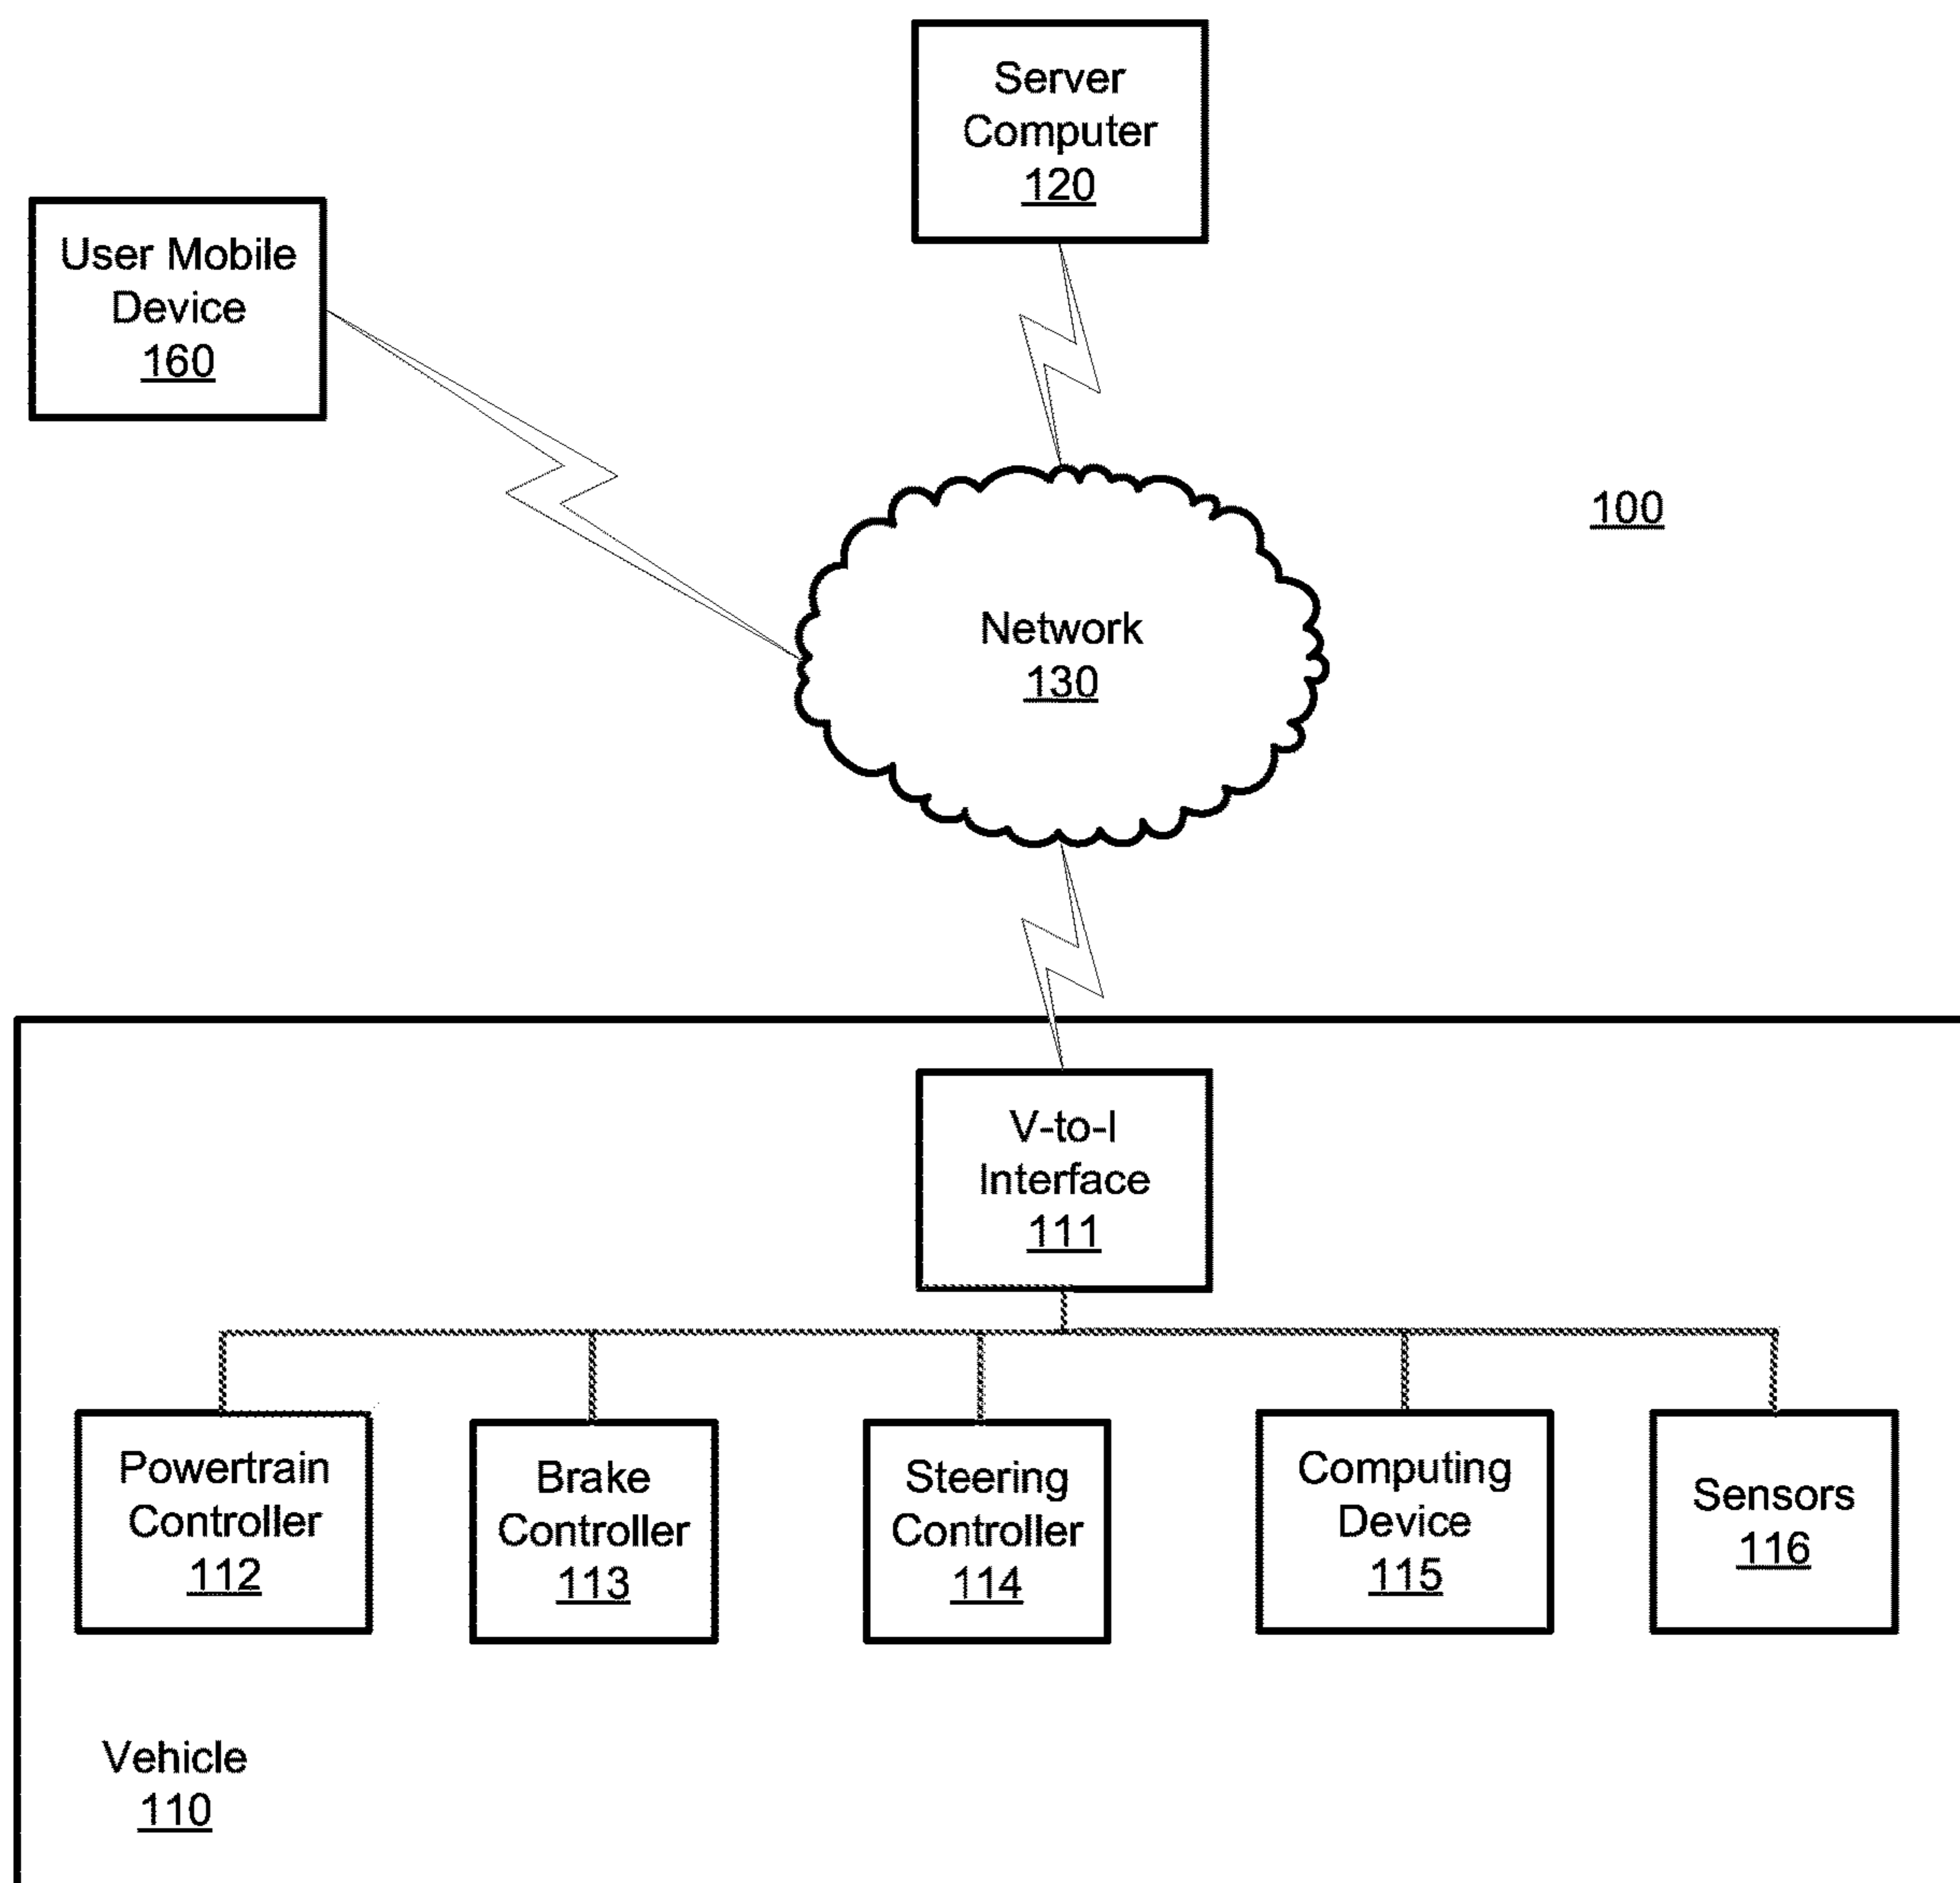 Server
Computer
120
User Mobile
Device
160
100
Network
130
V-to-I
Interface
111
Powertrain
Controller
112
Brake
Controller
113
Steering
Controller
114
Computing
Device
115
Sensors
116
Vehicle
110